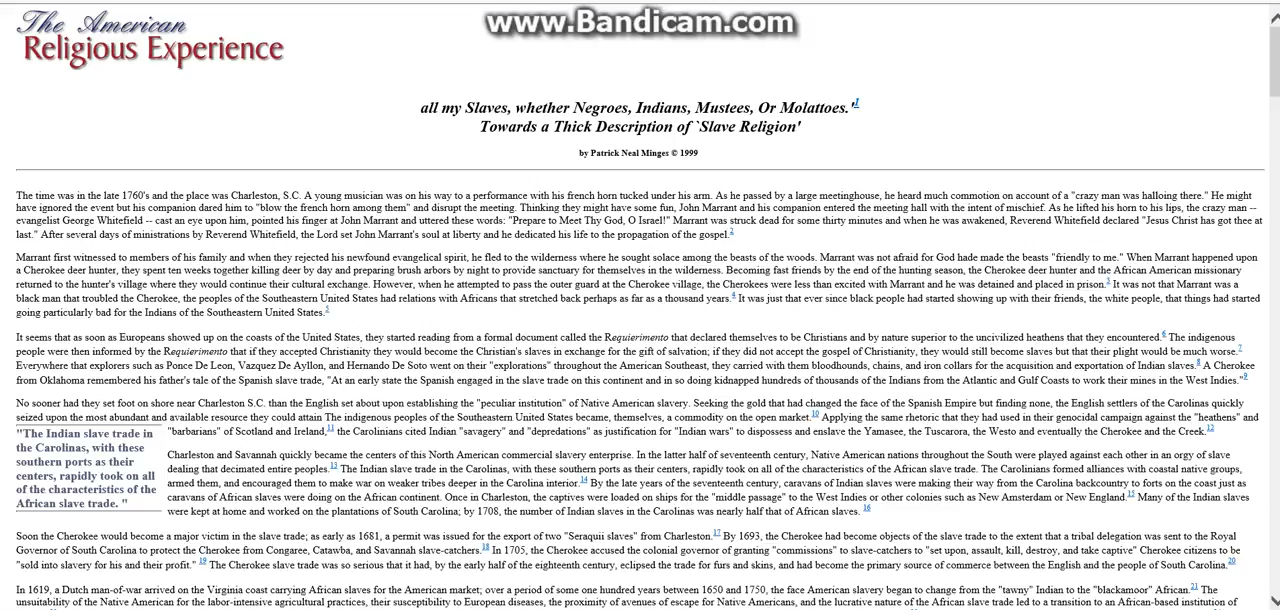 www.Bandicam.com
The American
Religious Experience
all my Slaves, whether Negroes, Indians, Mustees, Or Molattoes.'1
Towards a Thick Description of `Slave Religion'
by Patrick Neal Minges © 1999
The time was in the late 1760's and the place was Charleston, S.C. A young musician was on his way to a performance with his french horn tucked under his arm. As he passed by a large meetinghouse, he heard much commotion on account of a "crazy man was halloing there." He might
have ignored the event but his companion dared him to "blow the french horn among them" and disrupt the meeting. Thinking they might have some fun, John Marrant and his companion entered the meeting hall with the intent of mischief. As he lifted his horn to his lips, the crazy man --
evangelist George Whitefield -- cast an eye upon him, pointed his finger at John Marrant and uttered these words: "Prepare to Meet Thy God, O Israel!" Marrant was struck dead for some thirty minutes and when he was awakened, Reverend Whitefield declared "Jesus Christ has got thee at
last." After several days of ministrations by Reverend Whitefield, the Lord set John Marrant's soul at liberty and he dedicated his life to the propagation of the gospel.2
Marrant first witnessed to members of his family and when they rejected his newfound evangelical spirit, he fled to the wilderness where he sought solace among the beasts of the woods. Marrant was not afraid for God hade made the beasts "friendly to me." When Marrant happened upon
a Cherokee deer hunter, they spent ten weeks together killing deer by day and preparing brush arbors by night to provide sanctuary for themselves in the wilderness. Becoming fast friends by the end of the hunting season, the Cherokee deer hunter and the African American missionary
returned to the hunter's village where they would continue their cultural exchange. However, when he attempted to pass the outer guard at the Cherokee village, the Cherokees were less than excited with Marrant and he was detained and placed in prison.3 It was not that Marrant was a
black man that troubled the Cherokee, the peoples of the Southeastern United States had relations with Africans that stretched back perhaps as far as a thousand years.4 It was just that ever since black people had started showing up with their friends, the white people, that things had started
going particularly bad for the Indians of the Southeastern United States.5
It seems that as soon as Europeans showed up on the coasts of the United States, they started reading from a formal document called the Requierimento that declared themselves to be Christians and by nature superior to the uncivilized heathens that they encountered.6 The indigenous
people were then informed by the Requierimento that if they accepted Christianity they would become the Christian's slaves in exchange for the gift of salvation; if they did not accept the gospel of Christianity, they would still become slaves but that their plight would be much worse.7
Everywhere that explorers such as Ponce De Leon, Vazquez De Ayllon, and Hernando De Soto went on their "explorations" throughout the American Southeast, they carried with them bloodhounds, chains, and iron collars for the acquisition and exportation of Indian slaves.8 A Cherokee
from Oklahoma remembered his father's tale of the Spanish slave trade, "At an early state the Spanish engaged in the slave trade on this continent and in so doing kidnapped hundreds of thousands of the Indians from the Atlantic and Gulf Coasts to work their mines in the West Indies."9
No sooner had they set foot on shore near Charleston S.C. than the English set about upon establishing the "peculiar institution" of Native American slavery. Seeking the gold that had changed the face of the Spanish Empire but finding none, the English settlers of the Carolinas quickly
seized upon the most abundant and available resource they could attain The indigenous peoples of the Southeastern United States became, themselves, a commodity on the open market.10 Applying the same rhetoric that they had used in their genocidal campaign against the "heathens" and
"barbarians" of Scotland and Ireland,11 the Carolinians cited Indian "savagery" and "depredations" as justification for "Indian wars" to dispossess and enslave the Yamasee, the Tuscarora, the Westo and eventually the Cherokee and the Creek.12
"The Indian slave trade in
the Carolinas, with these
southern ports as their
centers, rapidly took on all
of the characteristics of the
African slave trade. "
Charleston and Savannah quickly became the centers of this North American commercial slavery enterprise. In the latter half of seventeenth century, Native American nations throughout the South were played against each other in an orgy of slave
dealing that decimated entire peoples.13 The Indian slave trade in the Carolinas, with these southern ports as their centers, rapidly took on all of the characteristics of the African slave trade. The Carolinians formed alliances with coastal native groups,
armed them, and encouraged them to make war on weaker tribes deeper in the Carolina interior.14 By the late years of the seventeenth century, caravans of Indian slaves were making their way from the Carolina backcountry to forts on the coast just as
caravans of African slaves were doing on the African continent. Once in Charleston, the captives were loaded on ships for the "middle passage" to the West Indies or other colonies such as New Amsterdam or New England.15 Many of the Indian slaves
were kept at home and worked on the plantations of South Carolina; by 1708, the number of Indian slaves in the Carolinas was nearly half that of African slaves. 16
Soon the Cherokee would become a major victim in the slave trade; as early as 1681, a permit was issued for the export of two "Seraquii slaves" from Charleston.17 By 1693, the Cherokee had become objects of the slave trade to the extent that a tribal delegation was sent to the Royal
Governor of South Carolina to protect the Cherokee from Congaree, Catawba, and Savannah slave-catchers.18 In 1705, the Cherokee accused the colonial governor of granting "commissions" to slave-catchers to "set upon, assault, kill, destroy, and take captive" Cherokee citizens to be
"sold into slavery for his and their profit." 19 The Cherokee slave trade was so serious that it had, by the early half of the eighteenth century, eclipsed the trade for furs and skins, and had become the primary source of commerce between the English and the people of South Carolina.20
In 1619, a Dutch man-of-war arrived on the Virginia coast carrying African slaves for the American market; over a period of some one hundred years between 1650 and 1750, the face American slavery began to change from the "tawny" Indian to the "blackamoor" African.21 The
unsuitability of the Native American for the labor-intensive agricultural practices, their susceptibility to European diseases, the proximity of avenues of escape for Native Americans, and the lucrative nature of the African slave trade led to a transition to an African-based institution of